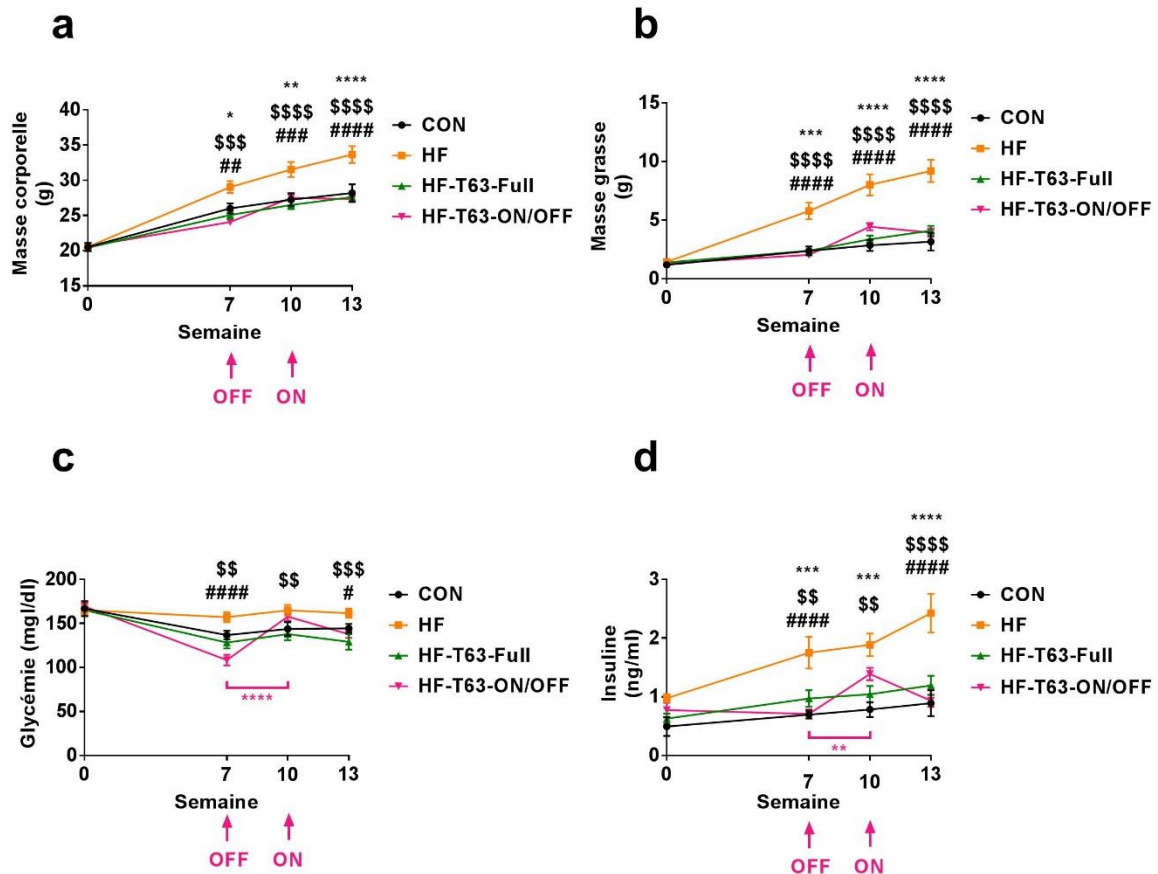 a
*
**
****
$$$
$$$$
$$$$
##
###
####
40
35
30
25
20
15
Masse corporelle
(g)
0
7
10
13
Semaine
OFF
ON
CON
HF
HF-T63-Full
HF-T63-ON/OFF
b
***
****
****
$$$$
$$$$
$$$$
####
####
####
15
10
5
0
Masse grasse
(g)
0
7
10
13
Semaine
OFF
ON
CON
HF
HF-T63-Full
HF-T63-ON/OFF
c
$$
$$
$$$
####
#
200
150
100
50
0
Glycémie (mgl/dl)
****
0
7
10
13
Semaine
OFF
ON
CON
HF
HF-T63-Full
HF-T63-ON/OFF
d
***
***
****
$$
$$
$$$$
####
####
3
2
1
0
Insuline
(ng/ml)
**
0
7
10
13
Semaine
OFF
ON
CON
HF
HF-T63-Full
HF-T63-ON/OFF